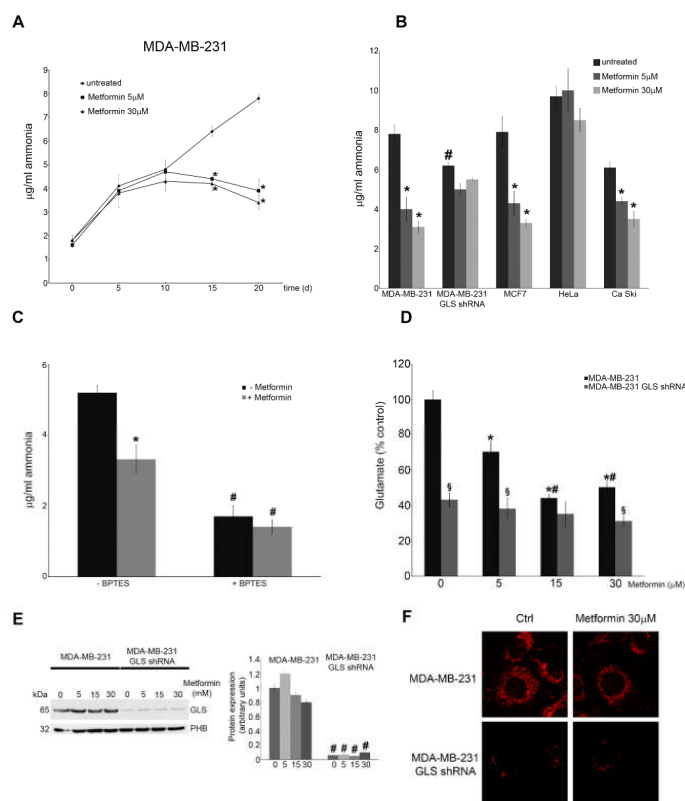 A
MDA-MB-231
untreated
Metformin 5μM
Metformin 30μM
μg/ml ammonia
9
8
7
6
5
4
3
2
1
0
* *
* *
0 5 10 15 20 time (d)
B
untreated
Metformin 5μM
Metformin 30μM
μg/ml ammonia
12
10
8
6
4
2
0
* * # * * * *
MDA-MB-231 MDA-MB-231 MCF7 HeLa Ca Ski
GLS shRNA
C
- Metformin
+ Metformin
μg/ml ammonia
6
4
2
0
* # #
- BPTES + BPTES
D
MDA-MB-231
MDA-MB-231 GLS shRNA
Glutamate (% control)
120
100
80
60
40
20
0
§ * § *# *# §
0 5 15 30 Metformin (μM)
E
MDA-MB-231 MDA-MB-231
GLS shRNA
Metformin
(mM)
kDa 0 5 15 30 0 5 15 30
65 GLS
32 PHB
Protein expression
(arbitrary units)
MDA-MB-231 MDA-MB-231
GLS shRNA
1.4
1.2
1
0.8
0.6
0.4
0.2
0
# # # #
0 5 15 30 0 5 15 30
F
Ctrl Metformin 30μM
MDA-MB-231
MDA-MB-231
GLS shRNA